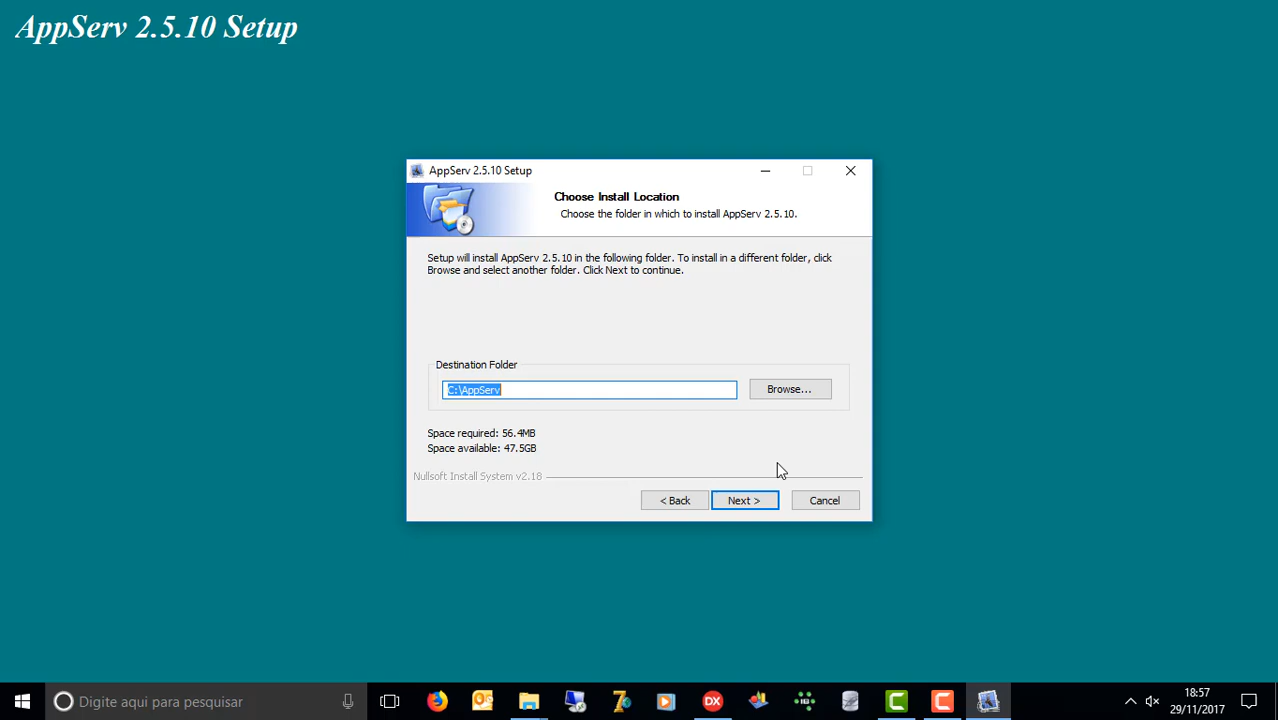 AppServ 2.5.10 Setup
AppServ 2.5.10 Setup
Choose Install Location
Choose the folder in which to install AppServ 2.5.10.
Setup will install AppServ 2.5.10 in the following folder. To install in a different folder, click
Browse and select another folder. Click Next to continue.
Destination Folder
C:\AppServ
Browse...
Space required: 56.4MB
Space available: 47.5GB
Nullsoft Install System v2.18
< Back
Next >
Cancel
Digite aqui para pesquisar
DX
18:57
29/11/2017